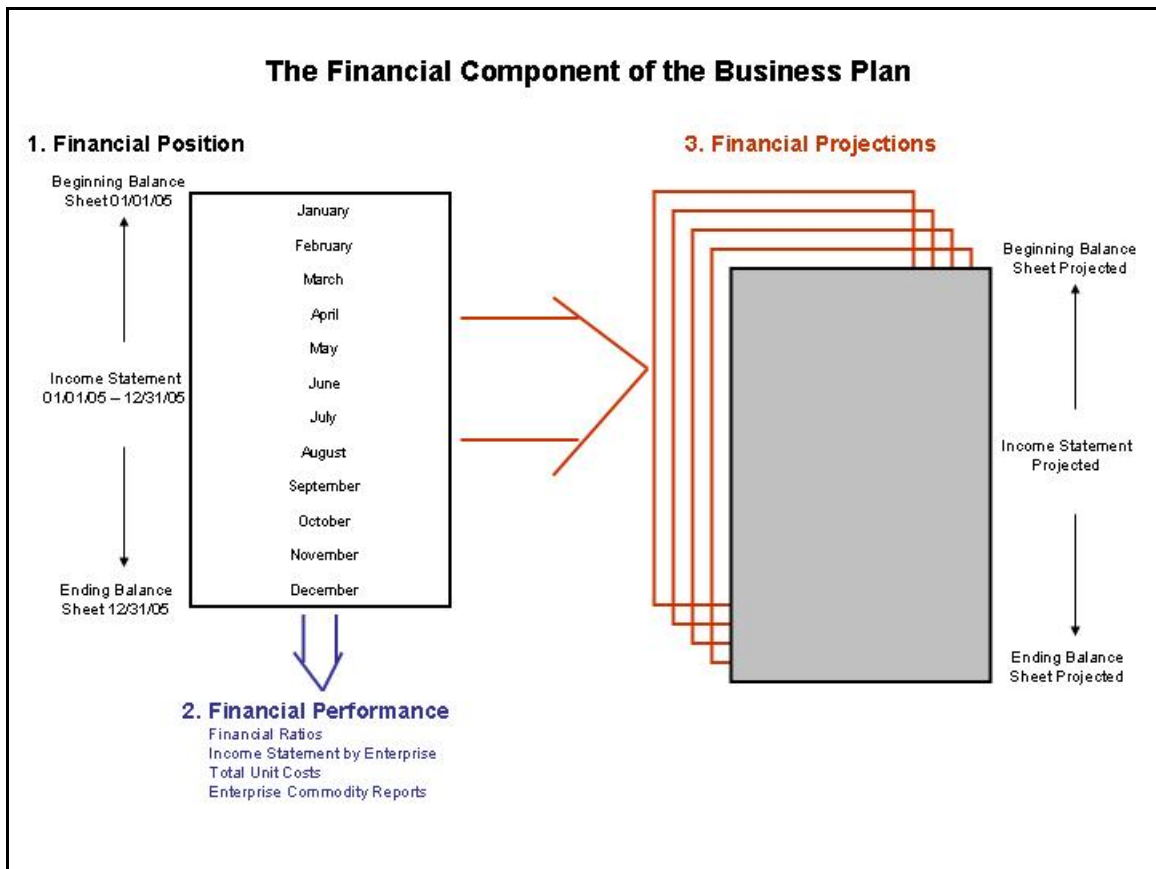 The Financial Component of the Business Plan
1. Financial Position
Beginning Balance
Sheet 01/01/05
Income Statement
01/01/05 – 12/31/05
Ending Balance
Sheet 12/31/05
January
February
March
April
May
June
July
August
September
October
November
December
2. Financial Performance
Financial Ratios
Income Statement by Enterprise
Total Unit Costs
Enterprise Commodity Reports
3. Financial Projections
Beginning Balance
Sheet Projected
Income Statement
Projected
Ending Balance
Sheet Projected